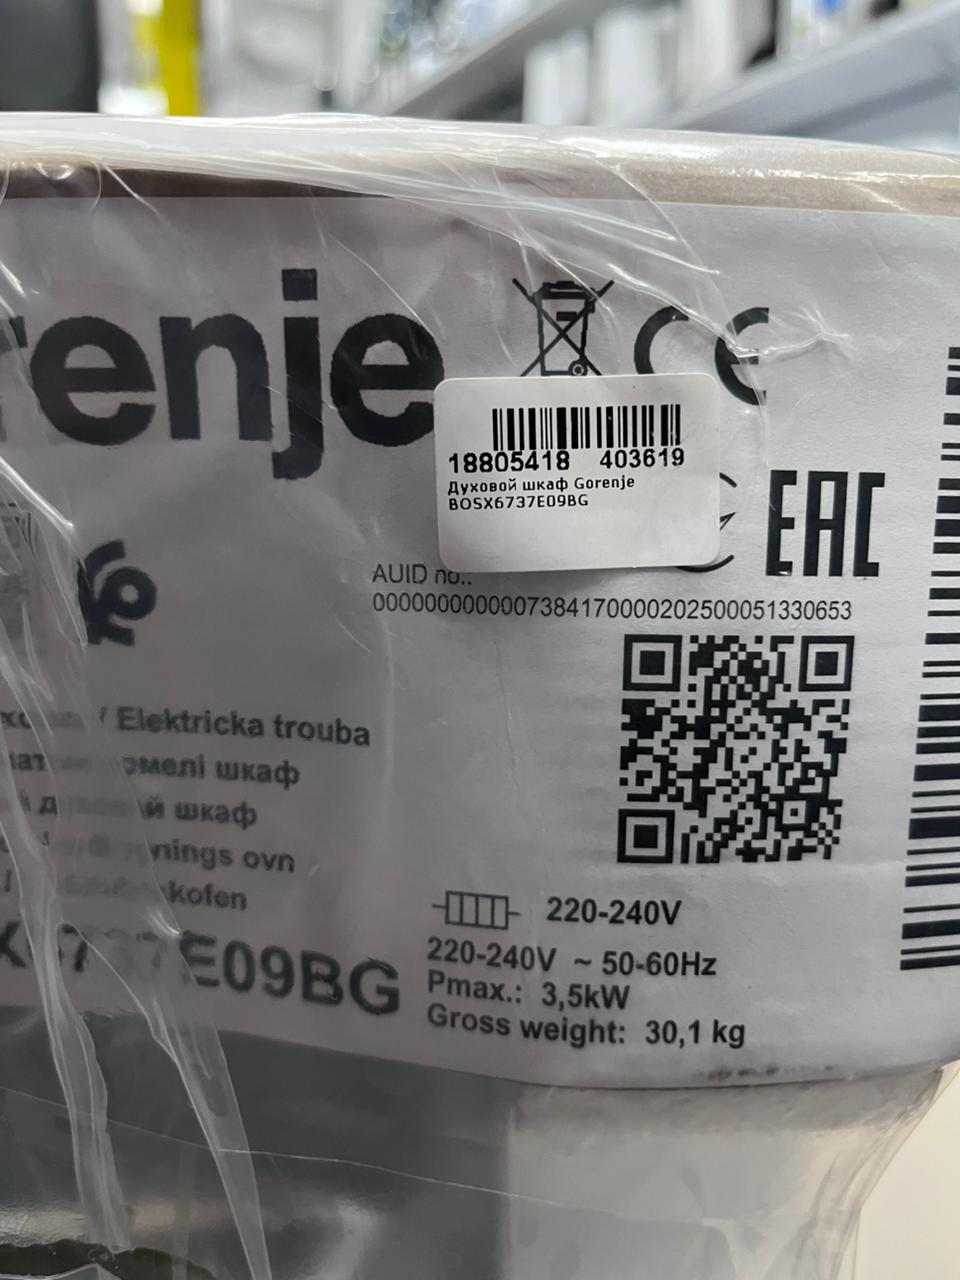 renje
CE
18805418 403619
Духовой шкаф Gorenje
BOSX6737E09BG
EAC
AUID no.:
0000000000007384170000202500051330653
/ Elektricka trouba
шкаф
шкаф
ovn
220-240V
E09BG
220-240V ~ 50-60Hz
Pmax.: 3,5kW
Gross weight: 30,1 kg